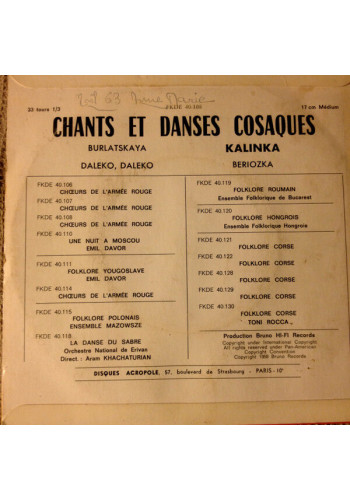 33 tours 1/3
FKDE 40.109
17 cm Médium
63
CHANTS ET DANSES COSAQUES
BURLATSKAYA
KALINKA
DALEKO, DALEKO
BERIOZKA
FKDE 40.106
CHŒURS DE L'ARMÉE ROUGE
FKDE 40.107
CHŒURS DE L'ARMÉE ROUGE
FKDE 40.108
CHŒURS DE L'ARMÉE ROUGE
FKDE 40.110
UNE NUIT A MOSCOU
EMIL DAVOR
FKDE 40.111
FOLKLORE YOUGOSLAVE
EMIL DAVOR
FKDE 40.114
CHŒURS DE L'ARMÉE ROUGE
FKDE 40.115
FOLKLORE POLONAIS
ENSEMBLE MAZOWSZE
FKDE 40.118
LA DANSE DU SABRE
Orchestre National de Erivan
Direct : Aram KHACHATURIAN
FKDE 40.119
FOLKLORE ROUMAIN
Ensemble Folklorique de Bucarest
FKDE 40.120
FOLKLORE HONGROIS
Ensemble Folklorique Hongrois
FKDE 40.121
FOLKLORE CORSE
FKDE 40.122
FOLKLORE CORSE
FKDE 40.128
FOLKLORE CORSE
FKDE 40.129
FOLKLORE CORSE
FKDE 40.130
FOLKLORE CORSE
TONI ROCCA
Production Bruno HI-FI Records
Copyright under International Copyright
All rights reserved under Pan-American
Copyright Convention
Copyright Bruno Records
DISQUES ACROPOLE, 57, boulevard de Strasbourg - PARIS-10e